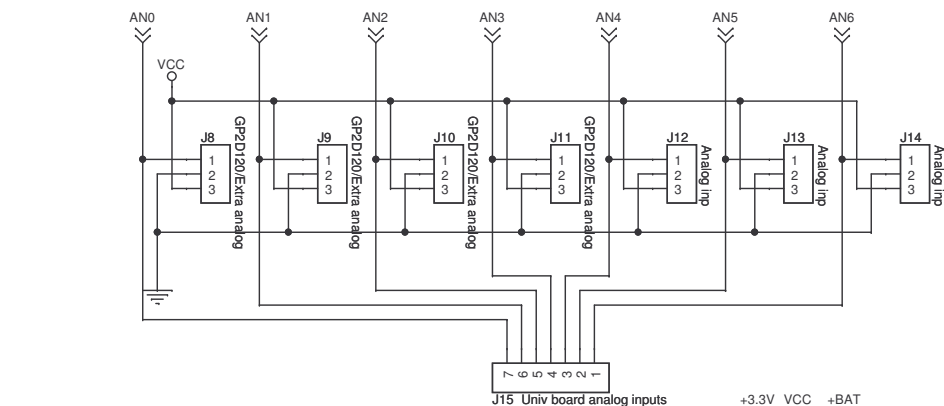 AN0 AN1 AN2 AN3 AN4 AN5 AN6
VCC
J8 J9 J10 J11 J12 J13 J14
1 1 1 1 1 1 1
2 2 2 2 2 2 2
3 3 3 3 3 3 3
GP2D120/Extra analog
GP2D120/Extra analog
GP2D120/Extra analog
GP2D120/Extra analog
Analog inp
Analog inp
Analog inp
7 6 5 4 3 2 1
J15 Univ board analog inputs
+3.3V VCC +BAT